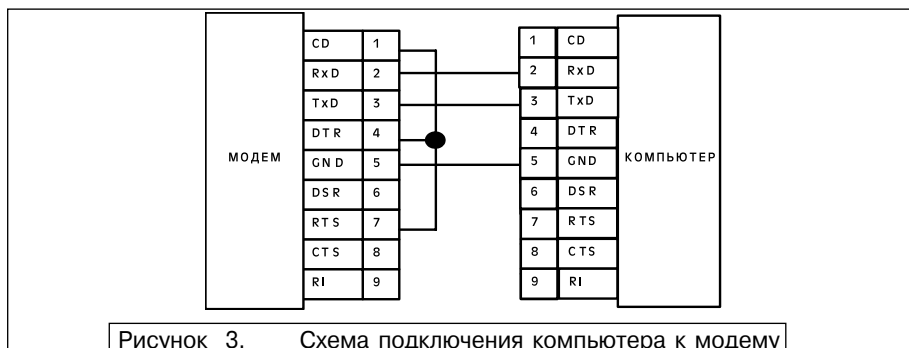 CD 1 1 CD
RxD 2 2 RxD
TxD 3 3 TxD
DTR 4 4 DTR
МОДЕМ GND 5 5 GND КОМПЬЮТЕР
DSR 6 6 DSR
RTS 7 7 RTS
CTS 8 8 CTS
RI 9 9 RI
Рисунок 3. Схема подключения компьютера к модему